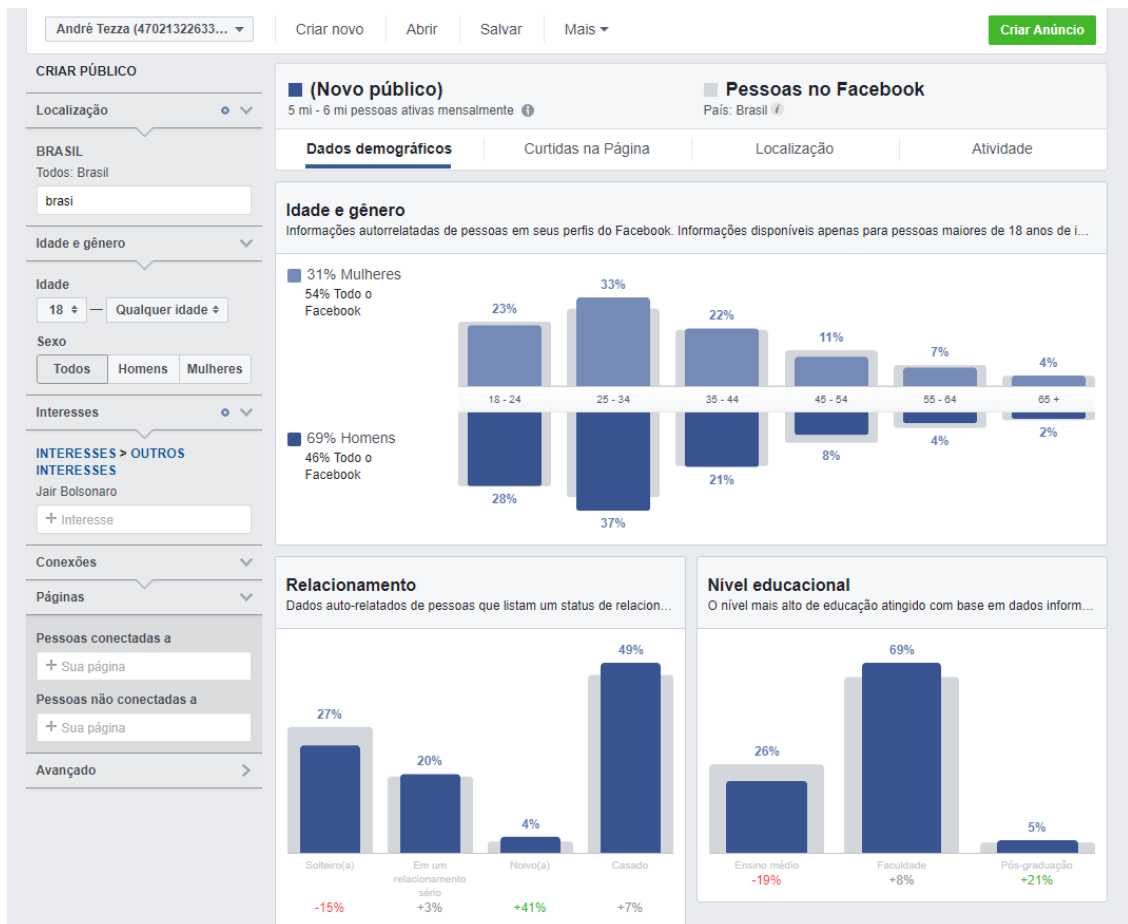 André Tezza (47021322633...
Criar novo
Abrir
Salvar
Mais
Criar Anúncio
CRIAR PÚBLICO
Localização
BRASIL
Todos: Brasil
brasi
Idade e gênero
Idade
18 — Qualquer idade
Sexo
Todos Homens Mulheres
Interesses
INTERESSES > OUTROS
INTERESSES
Jair Bolsonaro
+ Interesse
Conexões
Páginas
Pessoas conectadas a
+ Sua página
Pessoas não conectadas a
+ Sua página
Avançado
(Novo público)
5 mi - 6 mi pessoas ativas mensalmente
Pessoas no Facebook
País: Brasil
Dados demográficos
Curtidas na Página
Localização
Atividade
Idade e gênero
Informações autorrelatadas de pessoas em seus perfis do Facebook. Informações disponíveis apenas para pessoas maiores de 18 anos de i...
31% Mulheres
54% Todo o
Facebook
23% 33% 22% 11% 7% 4%
18 - 24 25 - 34 35 - 44 45 - 54 55 - 64 65 +
69% Homens
46% Todo o
Facebook
28% 37% 21% 8% 4% 2%
Relacionamento
Dados auto-relatados de pessoas que listam um status de relacion...
27% 20% 4% 49%
Solteiro(a)
Em um
relacionamento
sério
Noivo(a)
Casado
-15% +3% +41% +7%
Nível educacional
O nível mais alto de educação atingido com base em dados inform...
26% 69% 5%
Ensino médio Faculdade Pós-graduação
-19% +8% +21%